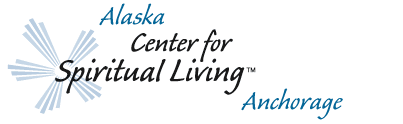 Alaska
Center for
Spiritual Living™
Anchorage